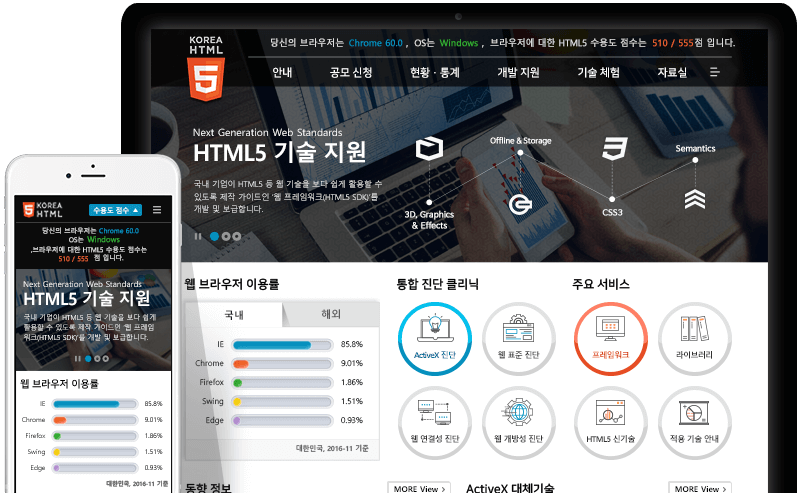 KOREA
HTML
5
당신의 브라우저는 Chrome 60.0 , OS는 Windows , 브라우저에 대한 HTML5 수용도 점수는 510 / 555점 입니다.
안내 공모 신청 현황 · 통계 개발 지원 기술 체험 자료실
Next Generation Web Standards
HTML5 기술 지원
국내 기업이 HTML5 등 웹 기술을 보다 쉽게 활용할 수
있도록 제작 가이드인 '웹 프레임워크(HTML5 SDK)'를
개발 및 보급합니다.
3D, Graphics
& Effects
Offline & Storage
CSS3
Semantics
웹 브라우저 이용률
국내 해외
IE 85.8%
Chrome 9.01%
Firefox 1.86%
Swing 1.51%
Edge 0.93%
대한민국, 2016-11 기준
통합 진단 클리닉
ActiveX 진단
웹 표준 진단
웹 연결성 진단
웹 개방성 진단
주요 서비스
프레임워크
라이브러리
HTML5 신기술
적용 기술 안내
동향 정보
MORE View >
ActiveX 대체기술
MORE View >
5 KOREA
HTML
수용도 점수 ▲
당신의 브라우저는 Chrome 60.0
OS는 Windows
,브라우저에 대한 HTML5 수용도 점수는
510 / 555 점 입니다.
Next Generation Web Standards
HTML5 기술 지원
국내 기업이 HTML5 등 웹 기술을 보다 쉽게
활용할 수 있도록 제작 가이드인 '웹 프레임
워크(HTML5 SDK)'를 개발 및 보급합니다.
웹 브라우저 이용률
IE 85.8%
Chrome 9.01%
Firefox 1.86%
Swing 1.51%
Edge 0.93%
대한민국, 2016-11 기준